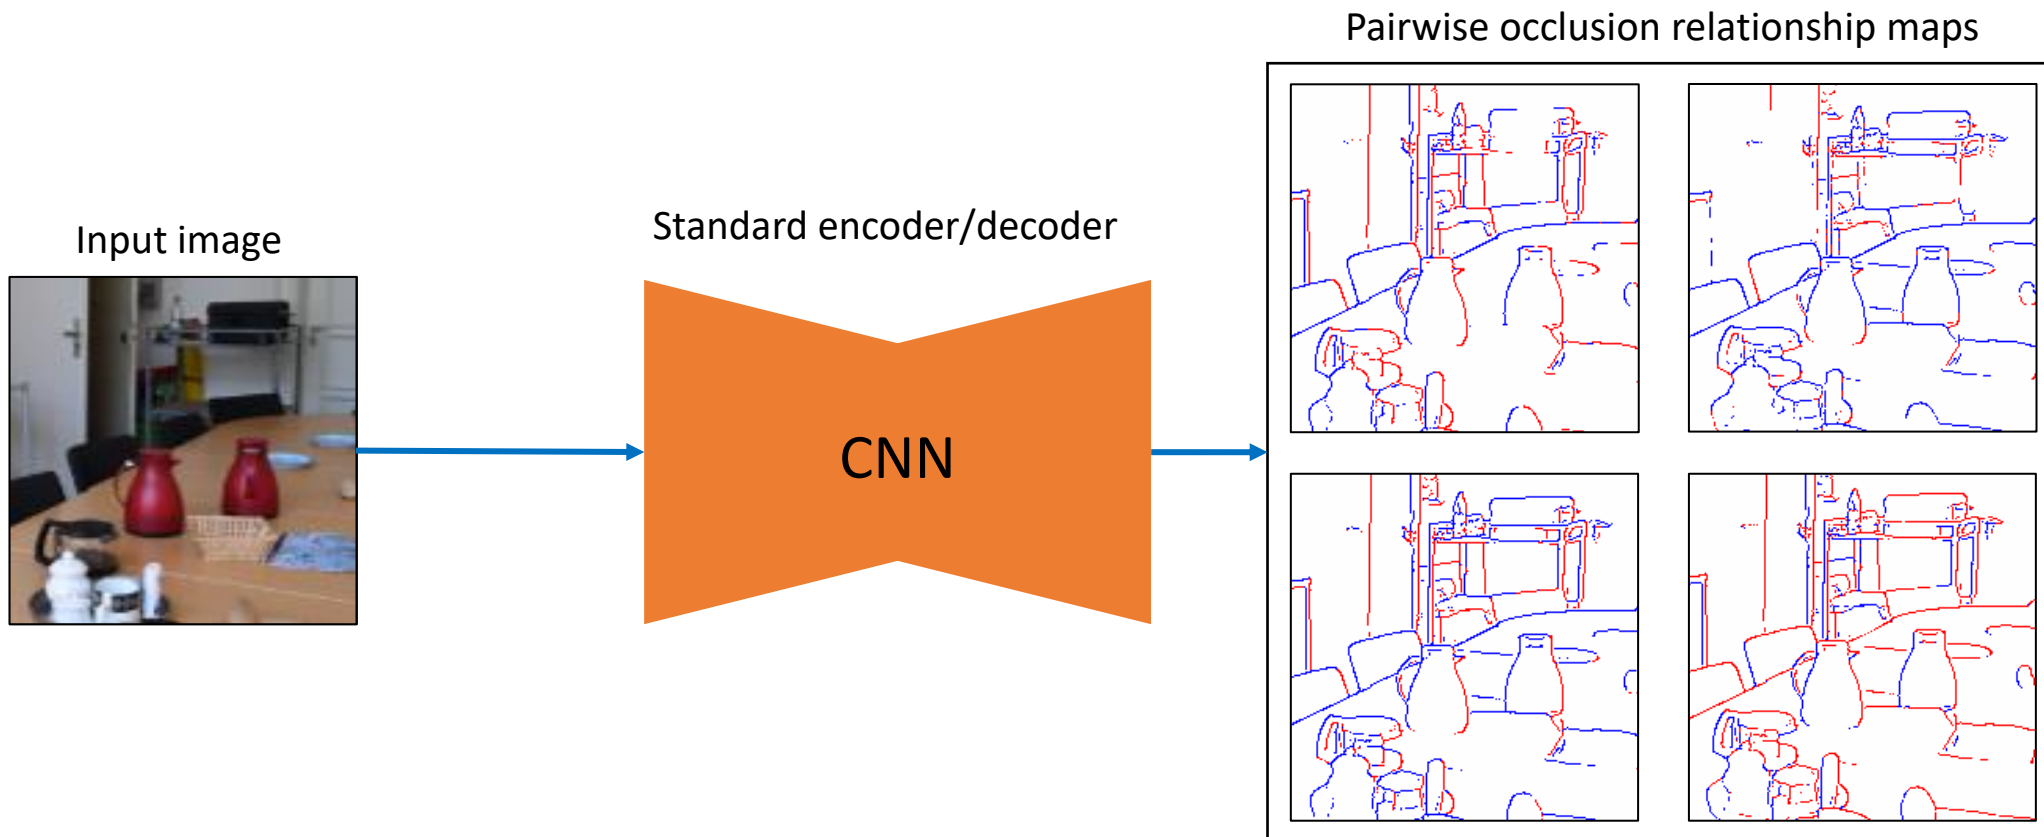 Pairwise occlusion relationship maps
Standard encoder/decoder
Input image
CNN